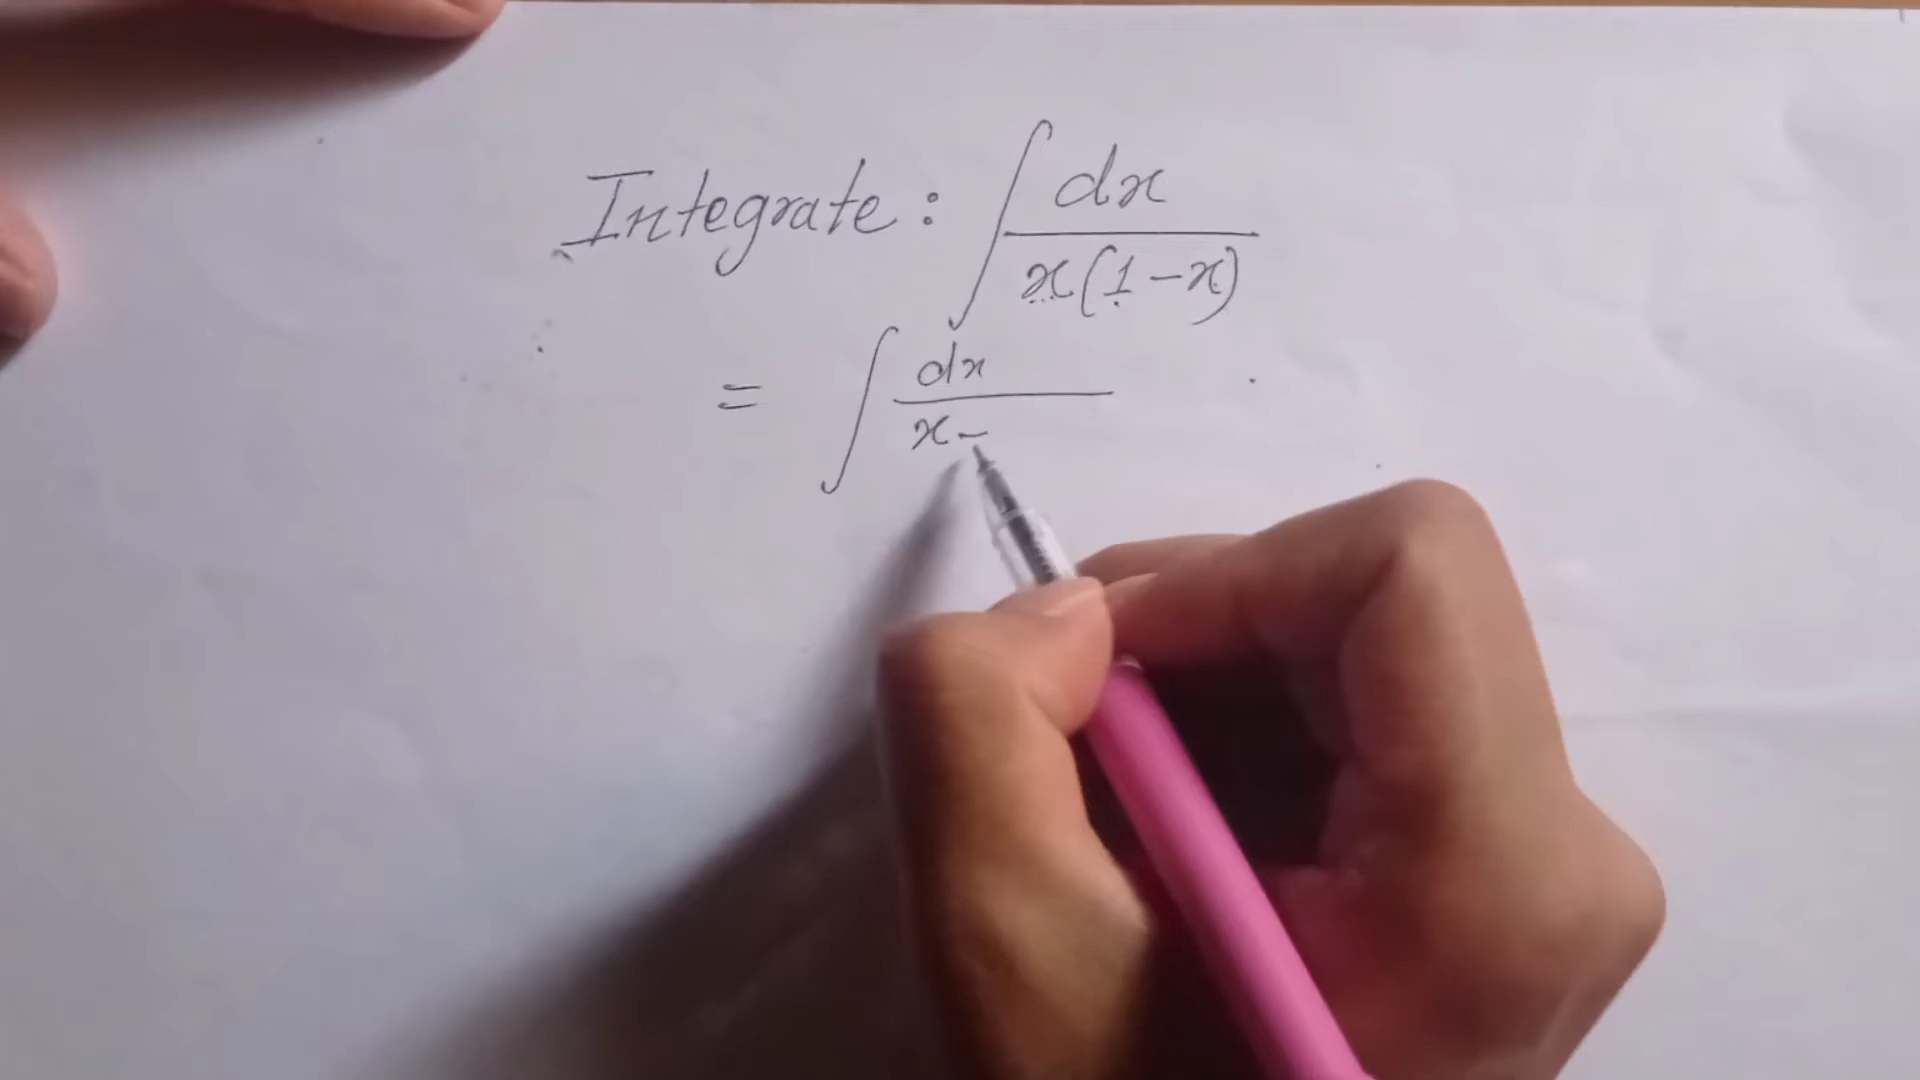 Integrate : ∫ dx / x(1-x)
= ∫ dx / x-